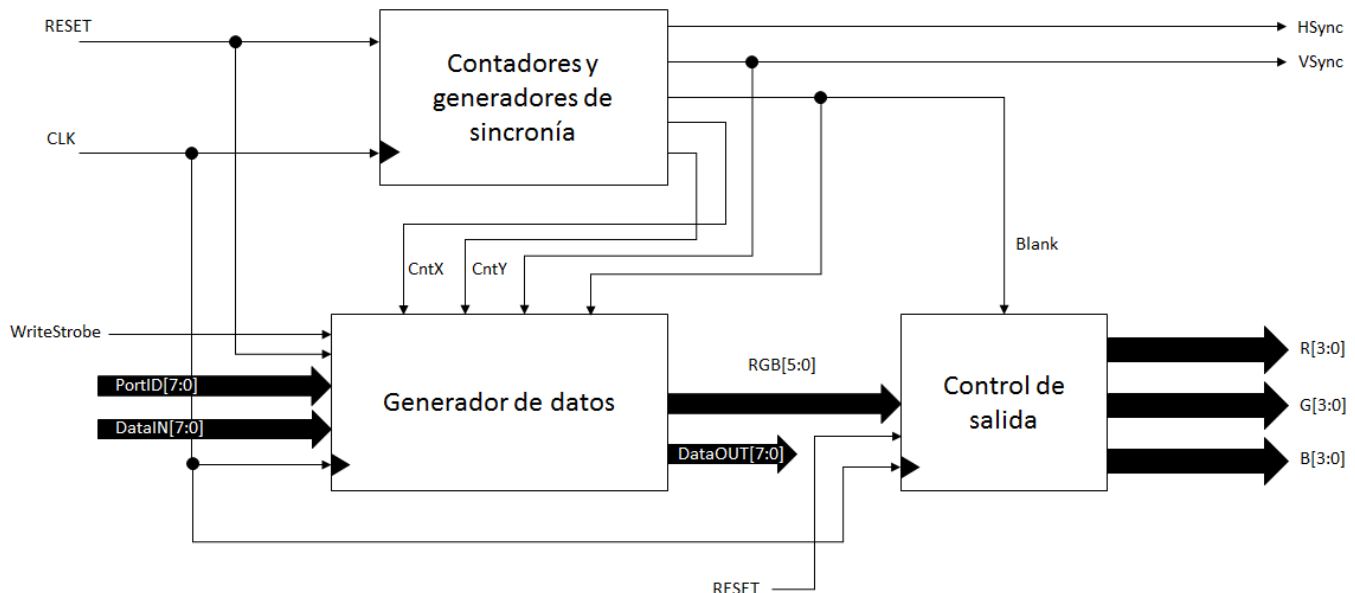 RESET
HSync
Contadores y
generadores de
sincronía
VSync
CLK
Blank
CntX
CntY
WriteStrobe
RGB[5:0]
R[3:0]
PortID[7:0]
Generador de datos
Control de
salida
G[3:0]
DataIN[7:0]
DataOUT[7:0]
B[3:0]
RESET